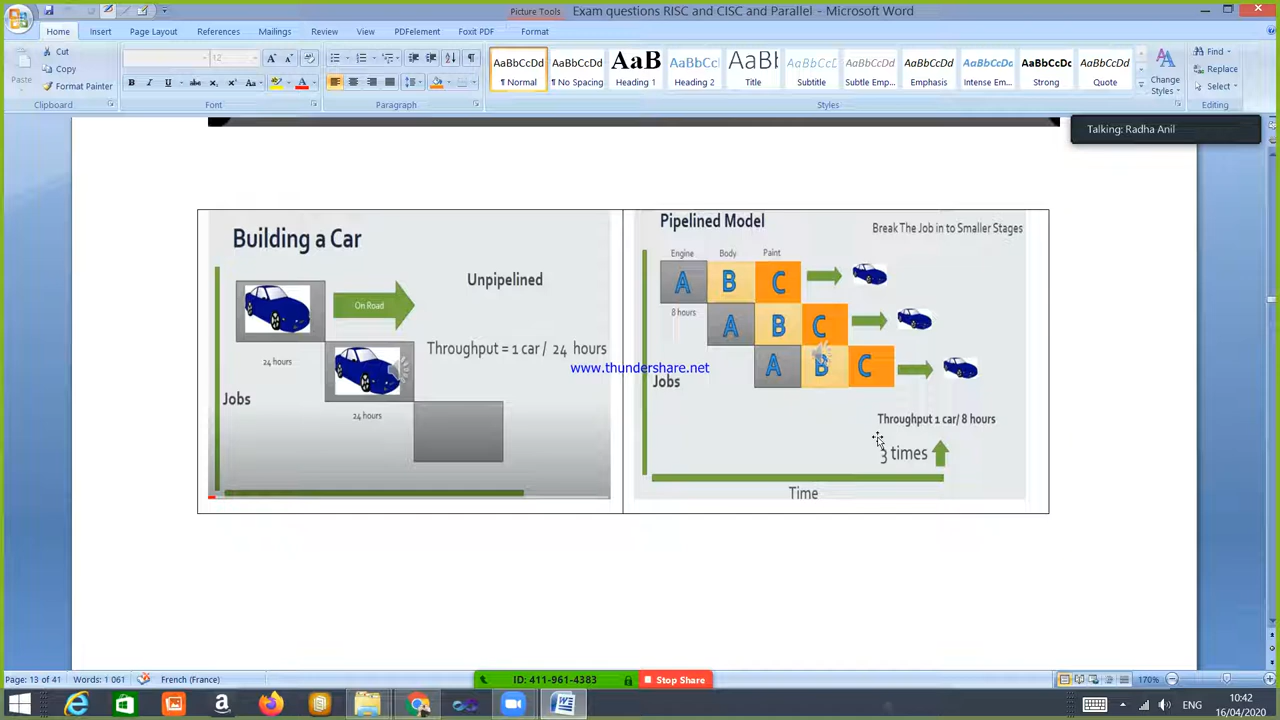 Picture Tools
Exam questions RISC and CISC and Parallel - Microsoft Word
Home Insert Page Layout References Mailings Review View PDFelement Foxit PDF Format
Cut
Copy
Format Painter
Paste
12
AaBbCcDd AaBbCcDd AaB AaBbCc AaB AaBbCcDd AaBbCcDd AaBbCcDd AaBbCcDc AaBbCcDd AaBbCcDd
¶ Normal ¶ No Spacing Heading 1 Heading 2 Title Subtitle Subtle Emp... Emphasis Intense Em... Strong Quote
Change
Styles
Find
Replace
Select
Clipboard Font Paragraph Styles Editing
Talking: Radha Anil
Building a Car
Unpipelined
On Road
24 hours
Throughput = 1 car / 24 hours
Jobs
24 hours
www.thundershare.net
Pipelined Model
Break The Job in to Smaller Stages
Engine Body Paint
A B C
8 hours
A B C
A B C
Jobs
Throughput 1 car/ 8 hours
3 times
Time
Page: 13 of 41 Words: 1 061 French (France)
ID: 411-961-4383 Stop Share
170%
10:42
16/04/2020